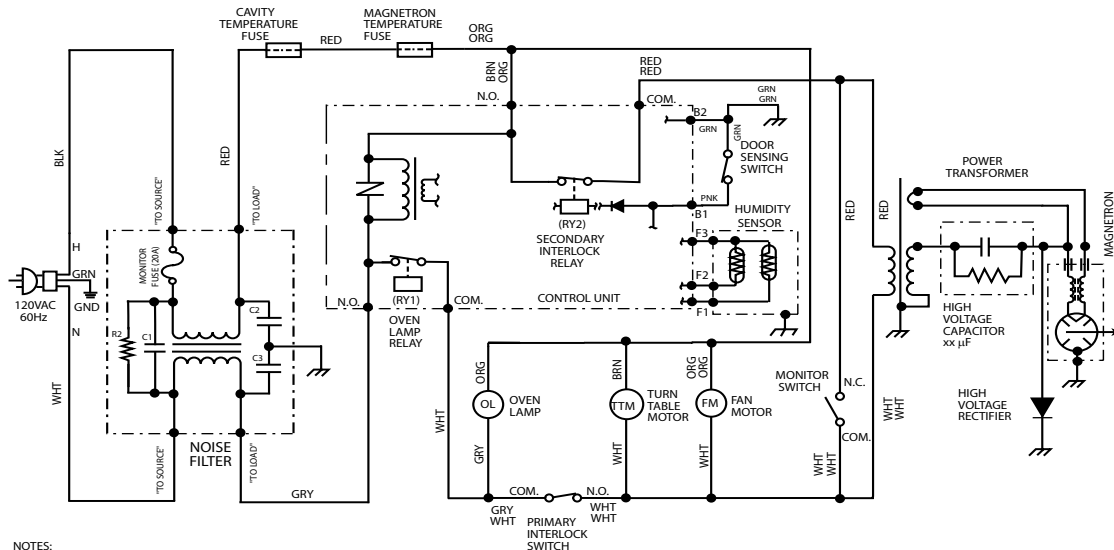 CAVITY
TEMPERATURE
FUSE
RED
MAGNETRON
TEMPERATURE
FUSE
ORG
ORG
BRN
ORG
RED
RED
N.O.
COM.
B2
GRN
GRN
GRN
GRN
DOOR
SENSING
SWITCH
BLK
RED
"TO SOURCE"
"TO LOAD"
POWER
TRANSFORMER
(RY2)
SECONDARY
INTERLOCK
RELAY
PNK
B1
HUMIDITY
SENSOR
F3
F2
F1
RED
RED
MAGNETRON
H
GRN
GND
120VAC
60Hz
N
MONITOR
FUSE (20A)
R2
C1
C2
C3
N.O.
(RY1)
COM.
CONTROL UNIT
OVEN
LAMP
RELAY
HIGH
VOLTAGE
CAPACITOR
xx µF
WHT
ORG
OL
OVEN
LAMP
GRY
BRN
TTM
TURN
TABLE
MOTOR
WHT
ORG
ORG
FM
FAN
MOTOR
WHT
MONITOR
SWITCH
N.C.
COM.
WHT
WHT
WHT
WHT
HIGH
VOLTAGE
RECTIFIER
NOISE
FILTER
"TO SOURCE"
"TO LOAD"
GRY
WHT
COM.
N.O.
GRY
WHT
WHT
WHT
PRIMARY
INTERLOCK
SWITCH
NOTES: